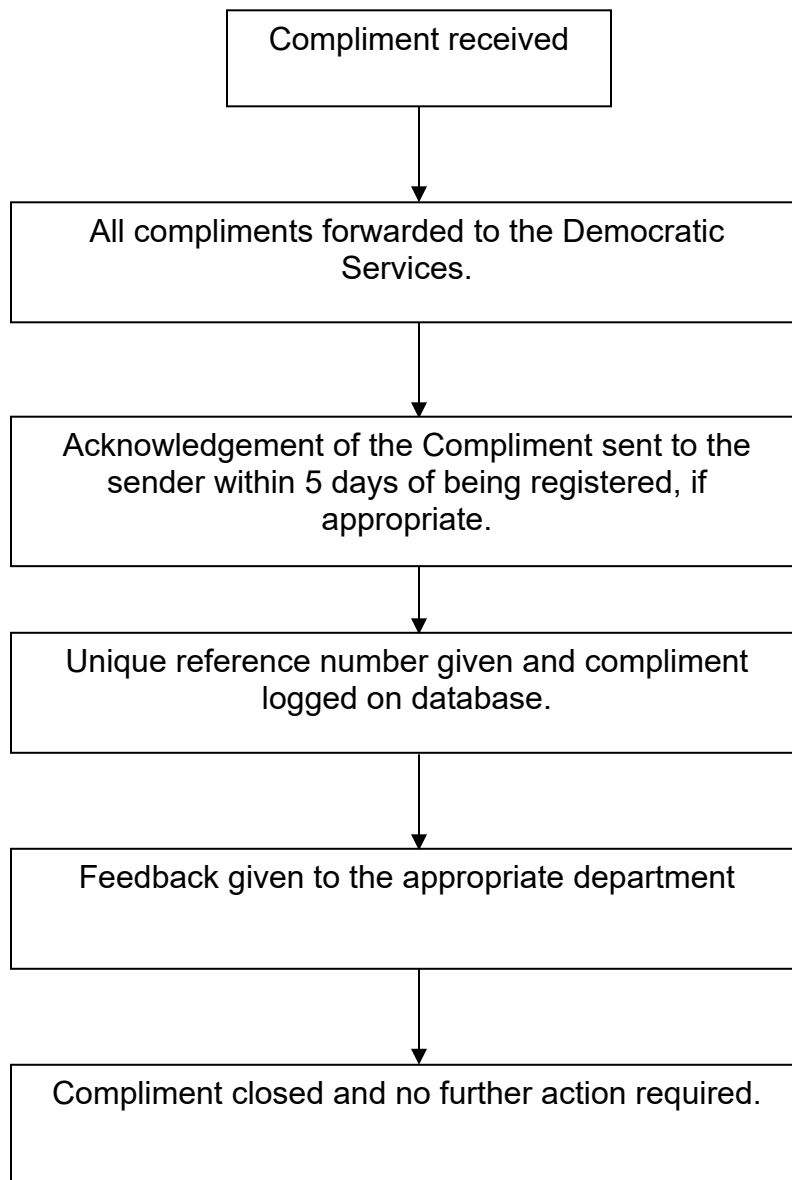 Compliment received
All compliments forwarded to the Democratic
Services.
Acknowledgement of the Compliment sent to the
sender within 5 days of being registered, if
appropriate.
Unique reference number given and compliment
logged on database.
Feedback given to the appropriate department
Compliment closed and no further action required.